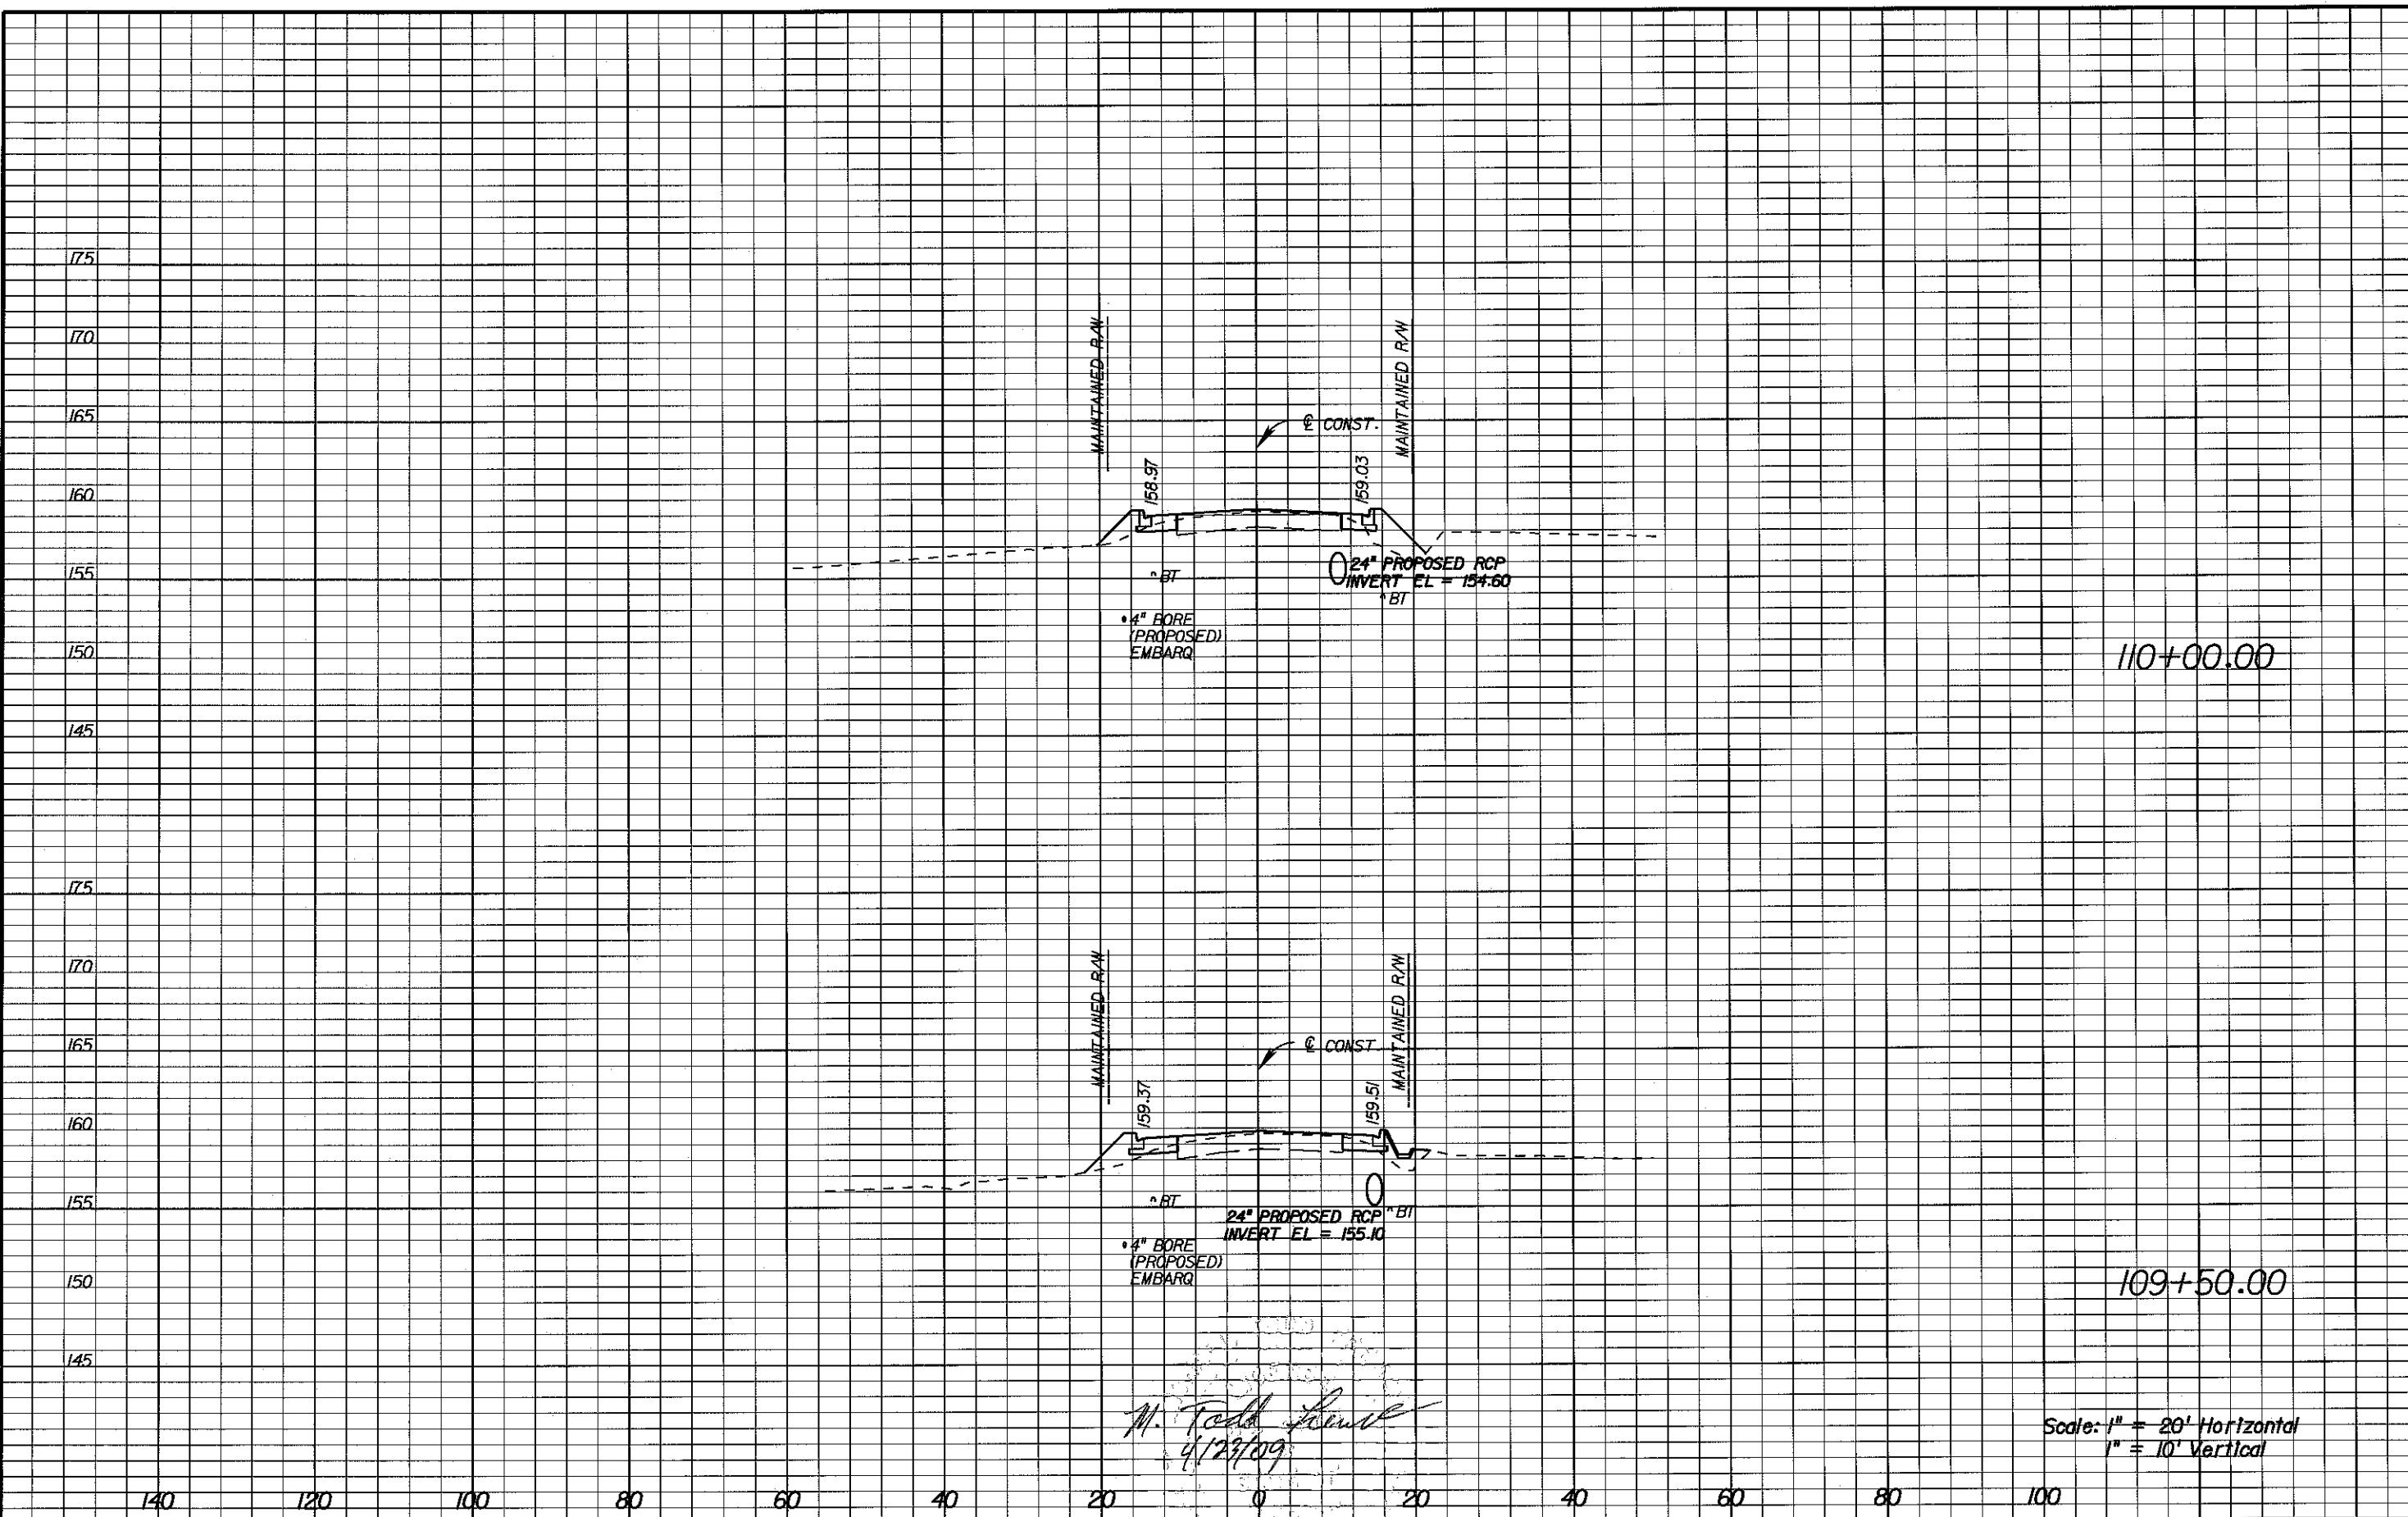 175
170
165
160
155
150
145
MAINTAINED R/W
MAINTAINED R/W
℄ CONST.
158.97
159.03
24" PROPOSED RCP
INVERT EL = 154.60
^BT
^BT
4" BORE
(PROPOSED)
EMBARQ
110+00.00
175
170
165
160
155
150
145
MAINTAINED R/W
MAINTAINED R/W
℄ CONST.
159.37
159.51
^BT
^BT
24" PROPOSED RCP
INVERT EL = 155.10
4" BORE
(PROPOSED)
EMBARQ
109+50.00
M. Todd
4/23/09
Scale: 1" = 20' Horizontal
1" = 10' Vertical
140 120 100 80 60 40 20 0 20 40 60 80 100